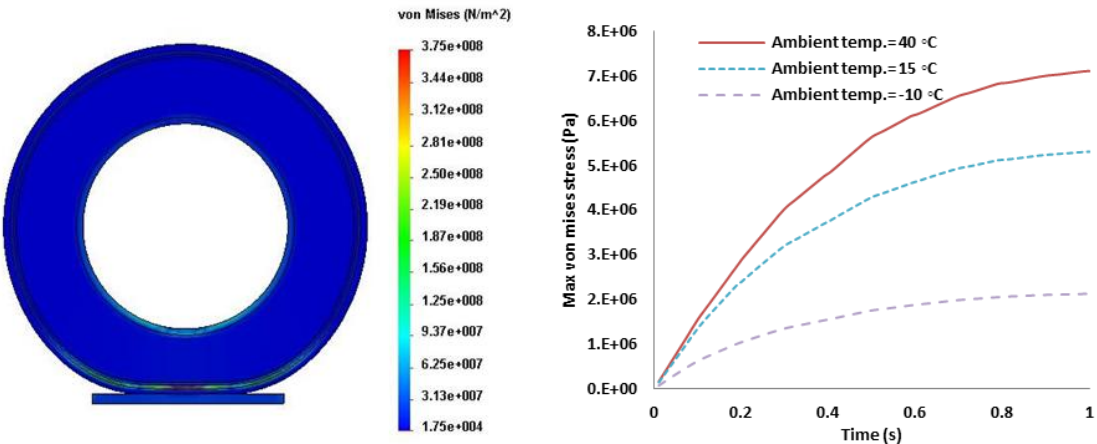 von Mises (N/m^2)
3.75e+008
3.44e+008
3.12e+008
2.81e+008
2.50e+008
2.19e+008
1.87e+008
1.56e+008
1.25e+008
9.37e+007
6.25e+007
3.13e+007
1.75e+004
Max von mises stress (Pa)
8.E+06
7.E+06
6.E+06
5.E+06
4.E+06
3.E+06
2.E+06
1.E+06
0.E+00
Ambient temp.= 40 °C
Ambient temp.= 15 °C
Ambient temp.= -10 °C
0
0.2
0.4
0.6
0.8
1
Time (s)